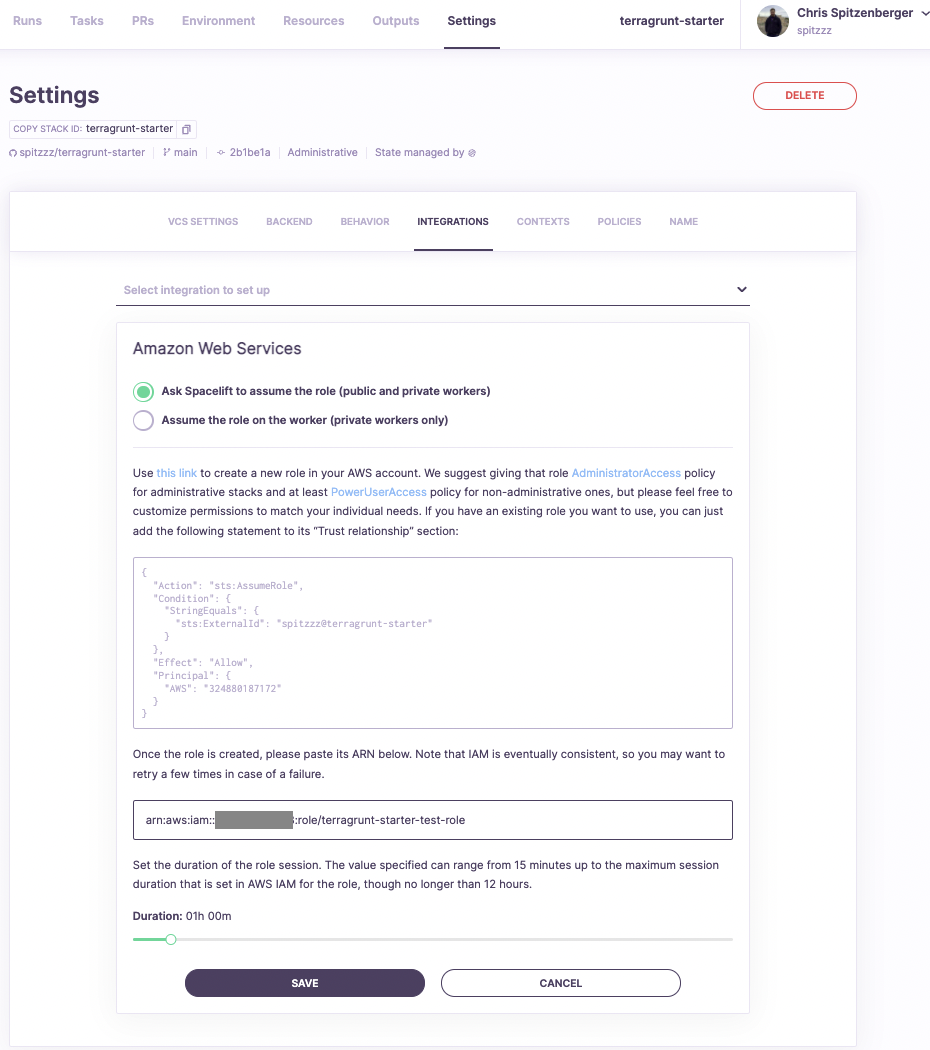 Runs Tasks PRs Environment Resources Outputs Settings terragrunt-starter Chris Spitzenberger
spitzzz
Settings
DELETE
COPY STACK ID: terragrunt-starter
spitzzz/terragrunt-starter main 2b1be1a Administrative State managed by
VCS SETTINGS BACKEND BEHAVIOR INTEGRATIONS CONTEXTS POLICIES NAME
Select integration to set up
Amazon Web Services
Ask Spacelift to assume the role (public and private workers)
Assume the role on the worker (private workers only)
Use this link to create a new role in your AWS account. We suggest giving that role AdministratorAccess policy
for administrative stacks and at least PowerUserAccess policy for non-administrative ones, but please feel free to
customize permissions to match your individual needs. If you have an existing role you want to use, you can just
add the following statement to its “Trust relationship” section:
{
"Action": "sts:AssumeRole",
"Condition": {
"StringEquals": {
"sts:ExternalId": "spitzzz@terragrunt-starter"
}
},
"Effect": "Allow",
"Principal": {
"AWS": "324880187172"
}
}
Once the role is created, please paste its ARN below. Note that IAM is eventually consistent, so you may want to
retry a few times in case of a failure.
arn:aws:iam:: :role/terragrunt-starter-test-role
Set the duration of the role session. The value specified can range from 15 minutes up to the maximum session
duration that is set in AWS IAM for the role, though no longer than 12 hours.
Duration: 01h 00m
SAVE CANCEL